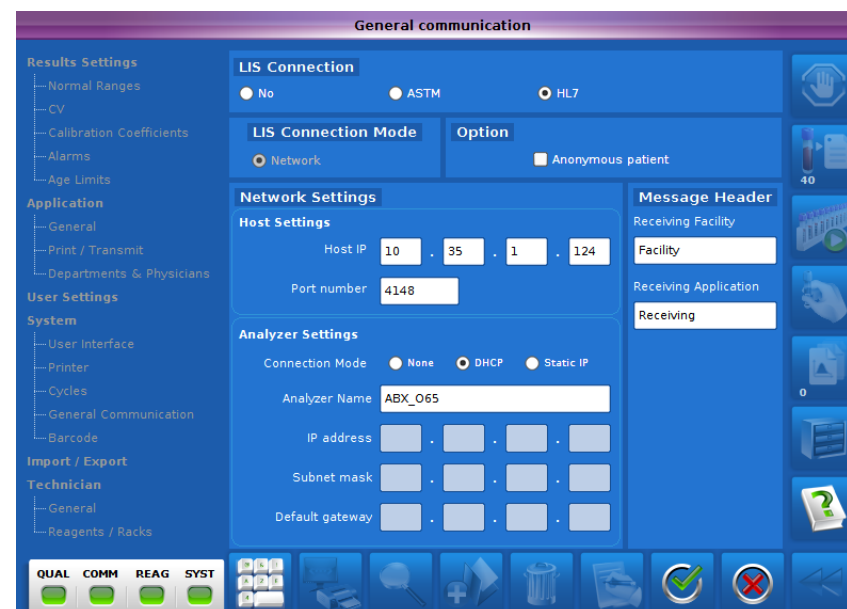 General communication
Results Settings
Normal Ranges
CV
Calibration Coefficients
Alarms
Age Limits
Application
General
Print / Transmit
Departments & Physicians
User Settings
System
User Interface
Printer
Cycles
General Communication
Barcode
Import / Export
Technician
General
Reagents / Racks
QUAL COMM REAG SYST
LIS Connection
No ASTM HL7
LIS Connection Mode
Network
Option
Anonymous patient
Network Settings
Host Settings
Host IP 10 . 35 . 1 . 124
Port number 4148
Analyzer Settings
Connection Mode None DHCP Static IP
Analyzer Name ABX_O65
IP address . . .
Subnet mask . . .
Default gateway . . .
Message Header
Receiving Facility
Facility
Receiving Application
Receiving
40
0